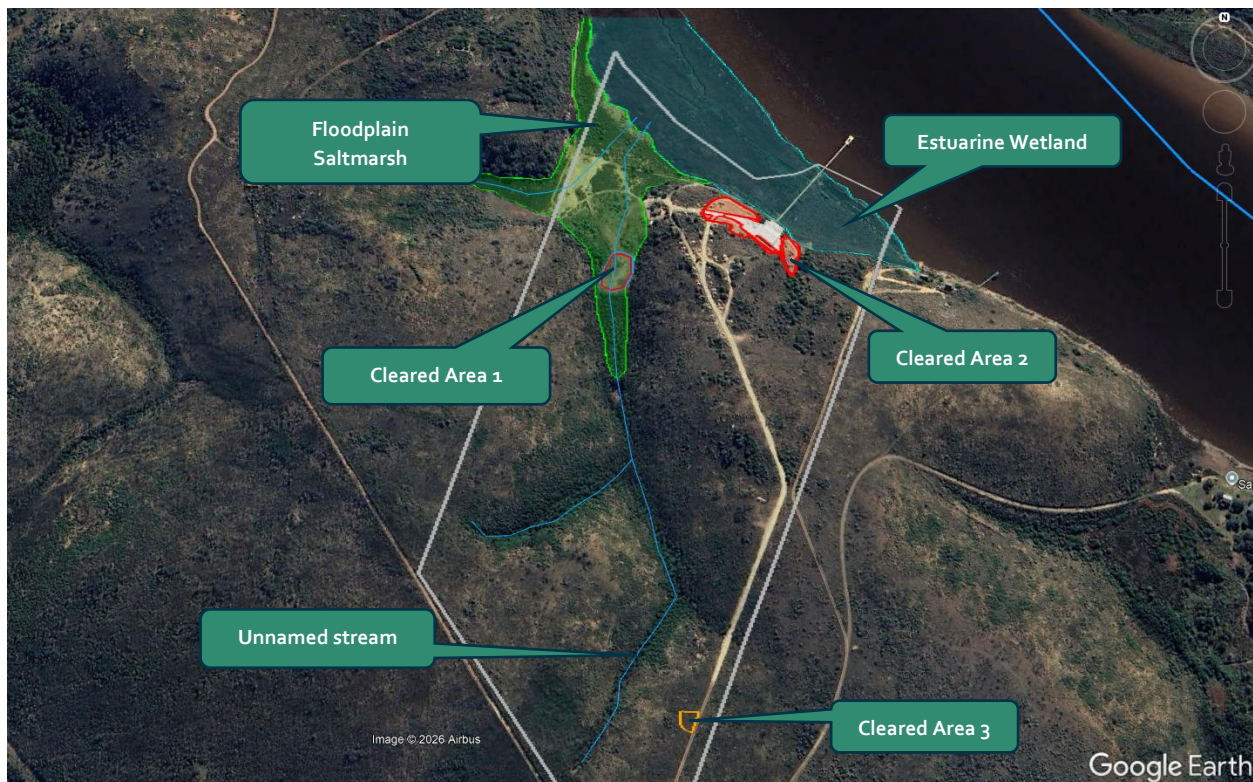 N
Floodplain
Saltmarsh
Estuarine Wetland
Cleared Area 1
Cleared Area 2
Sa
Unnamed stream
Cleared Area 3
Image © 2026 Airbus
Google Earth